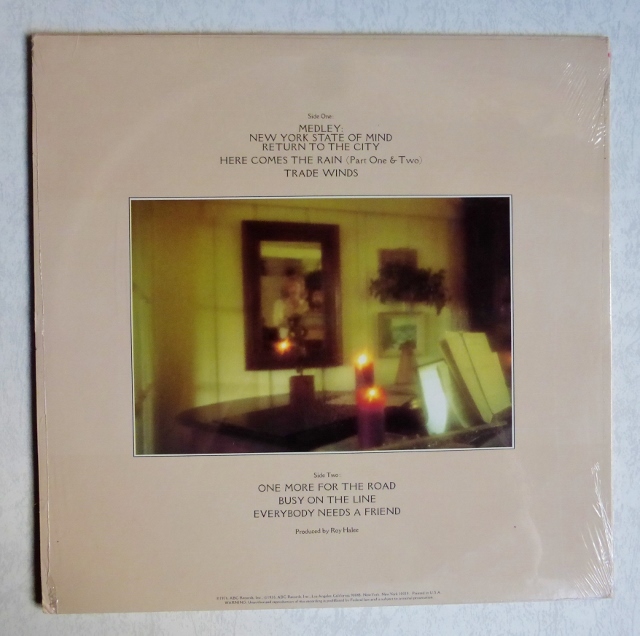 Side One:
MEDLEY:
NEW YORK STATE OF MIND
RETURN TO THE CITY
HERE COMES THE RAIN (Part One & Two)
TRADE WINDS
Side Two:
ONE MORE FOR THE ROAD
BUSY ON THE LINE
EVERYBODY NEEDS A FRIEND
Produced by Roy Halee